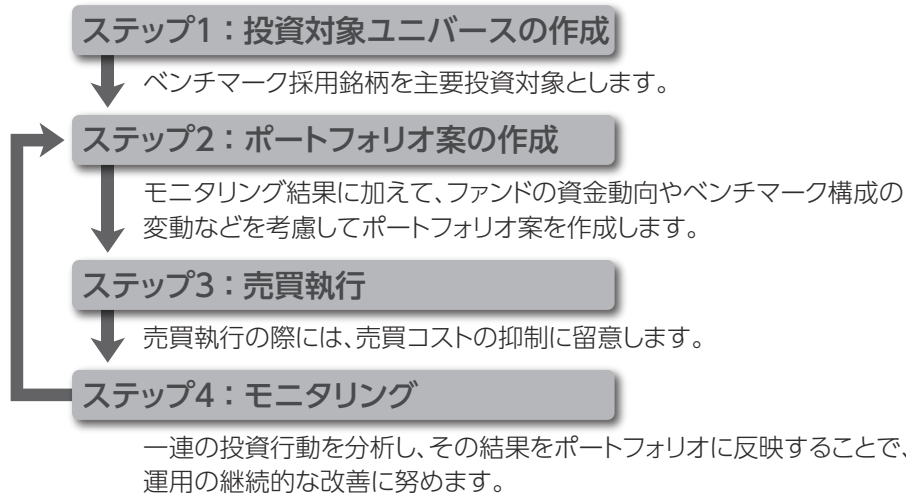 ステップ1：投資対象ユニバースの作成
ベンチマーク採用銘柄を主要投資対象とします。
ステップ2：ポートフォリオ案の作成
モニタリング結果に加えて、ファンドの資金動向やベンチマーク構成の
変動などを考慮してポートフォリオ案を作成します。
ステップ3：売買執行
売買執行の際には、売買コストの抑制に留意します。
ステップ4：モニタリング
一連の投資行動を分析し、その結果をポートフォリオに反映することで、
運用の継続的な改善に努めます。